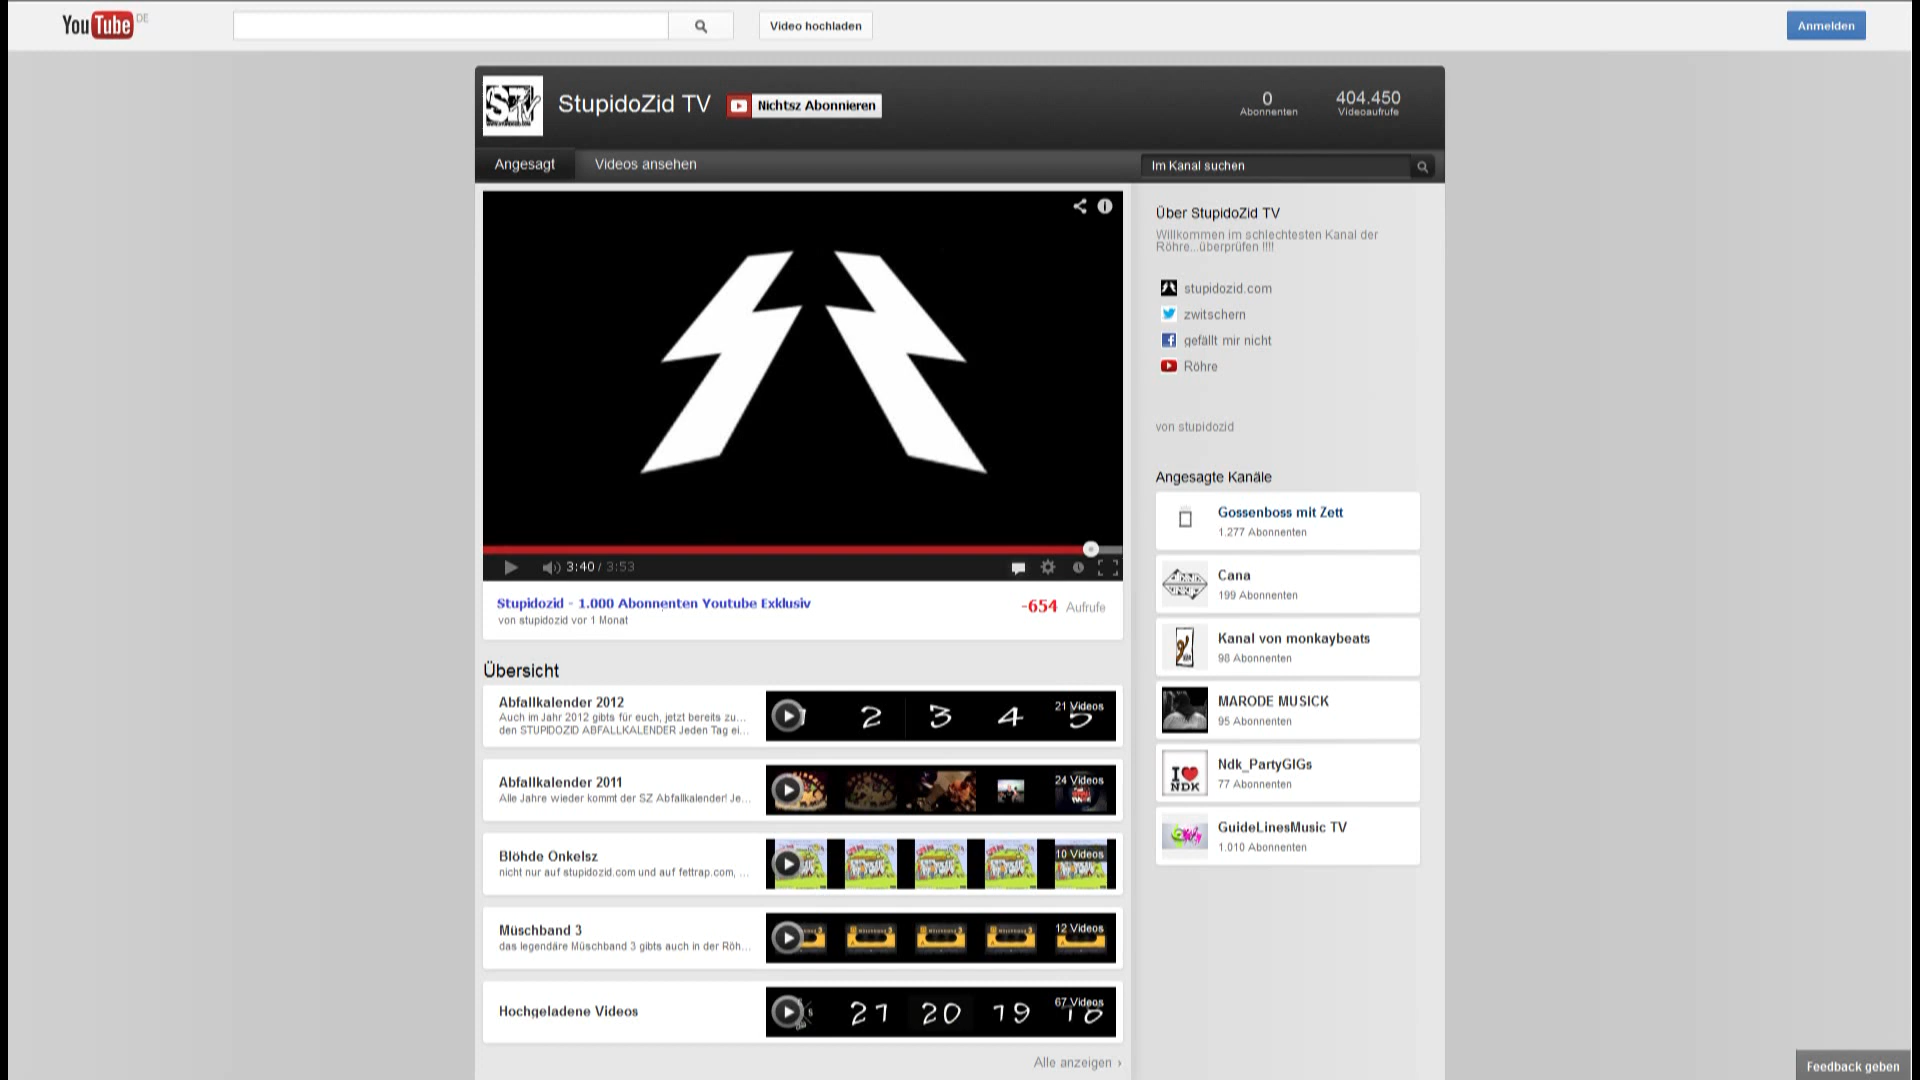 YouTube DE
Video hochladen
Anmelden
StupidoZid TV
Nichtsz Abonnieren
0
Abonnenten
404.450
Videoaufrufe
Angesagt
Videos ansehen
Im Kanal suchen
3:40 / 3:53
Stupidozid - 1.000 Abonnenten Youtube Exklusiv
von stupidozid vor 1 Monat
-654 Aufrufe
Übersicht
Abfallkalender 2012
Auch im Jahr 2012 gibts für euch, jetzt bereits zu...
den STUPIDOZID ABFALLKALENDER Jeden Tag ei...
2 3 4 5
21 Videos
Abfallkalender 2011
Alle Jahre wieder kommt der SZ Abfallkalender! Je...
24 Videos
Blöhde Onkelsz
nicht nur auf stupidozid.com und auf fettrap.com, ...
10 Videos
Müschband 3
das legendäre Müschband 3 gibts auch in der Röh...
12 Videos
Hochgeladene Videos
21 20 19 18
67 Videos
Alle anzeigen ›
Über StupidoZid TV
Willkommen im schlechtesten Kanal der
Röhre...überprüfen !!!!
stupidozid.com
zwitschern
gefällt mir nicht
Röhre
von stupidozid
Angesagte Kanäle
Gossenboss mit Zett
1.277 Abonnenten
Cana
199 Abonnenten
Kanal von monkaybeats
98 Abonnenten
MARODE MUSICK
95 Abonnenten
I ❤ NDK
Ndk_PartyGIGs
77 Abonnenten
GuideLinesMusic TV
1.010 Abonnenten
Feedback geben